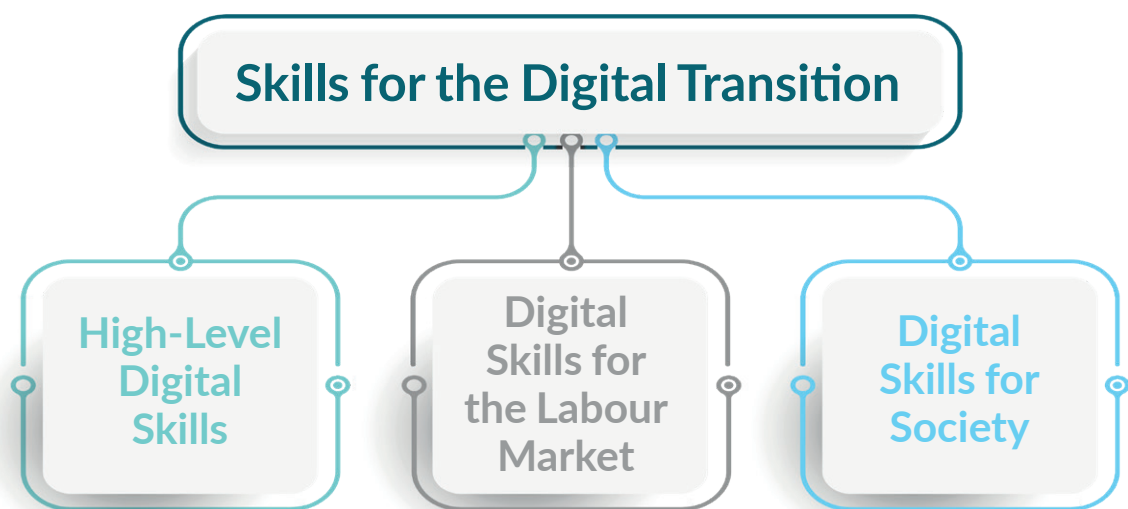 Skills for the Digital Transition
High-Level
Digital
Skills
Digital
Skills for
the Labour
Market
Digital
Skills for
Society